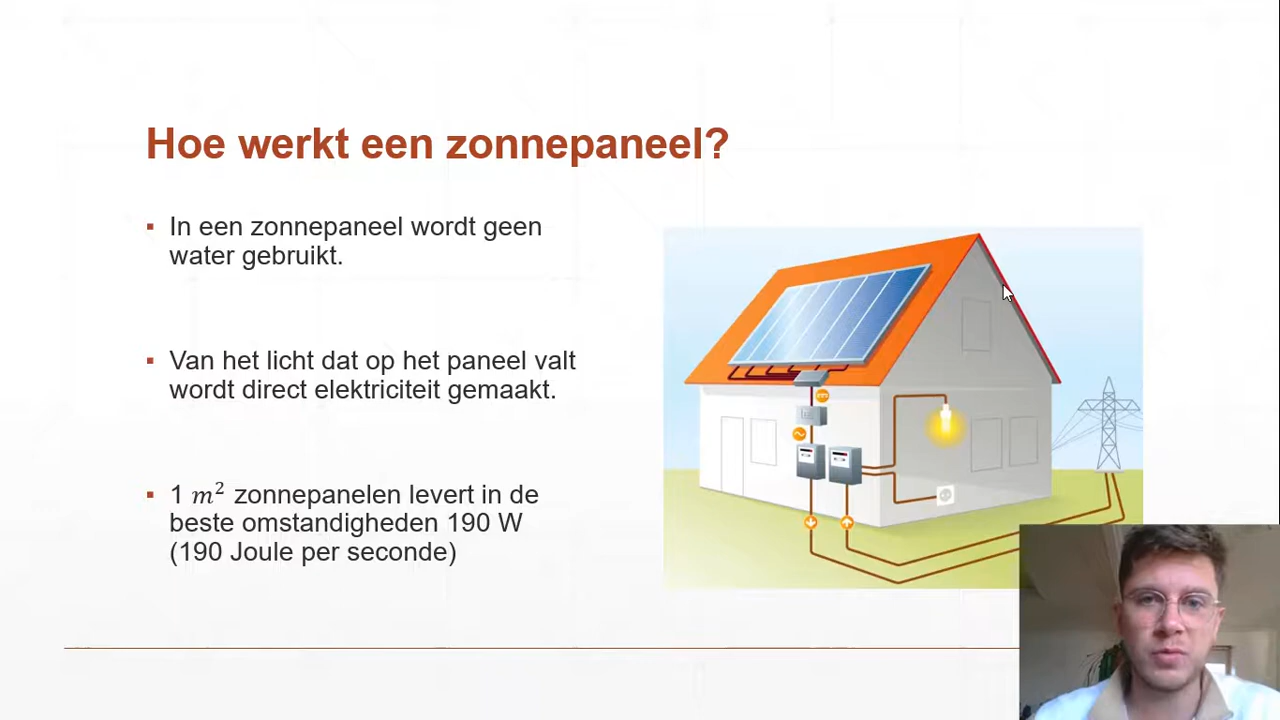 Hoe werkt een zonnepaneel?
▪ In een zonnepaneel wordt geen
water gebruikt.
▪ Van het licht dat op het paneel valt
wordt direct elektriciteit gemaakt.
▪ 1 m² zonnepanelen levert in de
beste omstandigheden 190 W
(190 Joule per seconde)